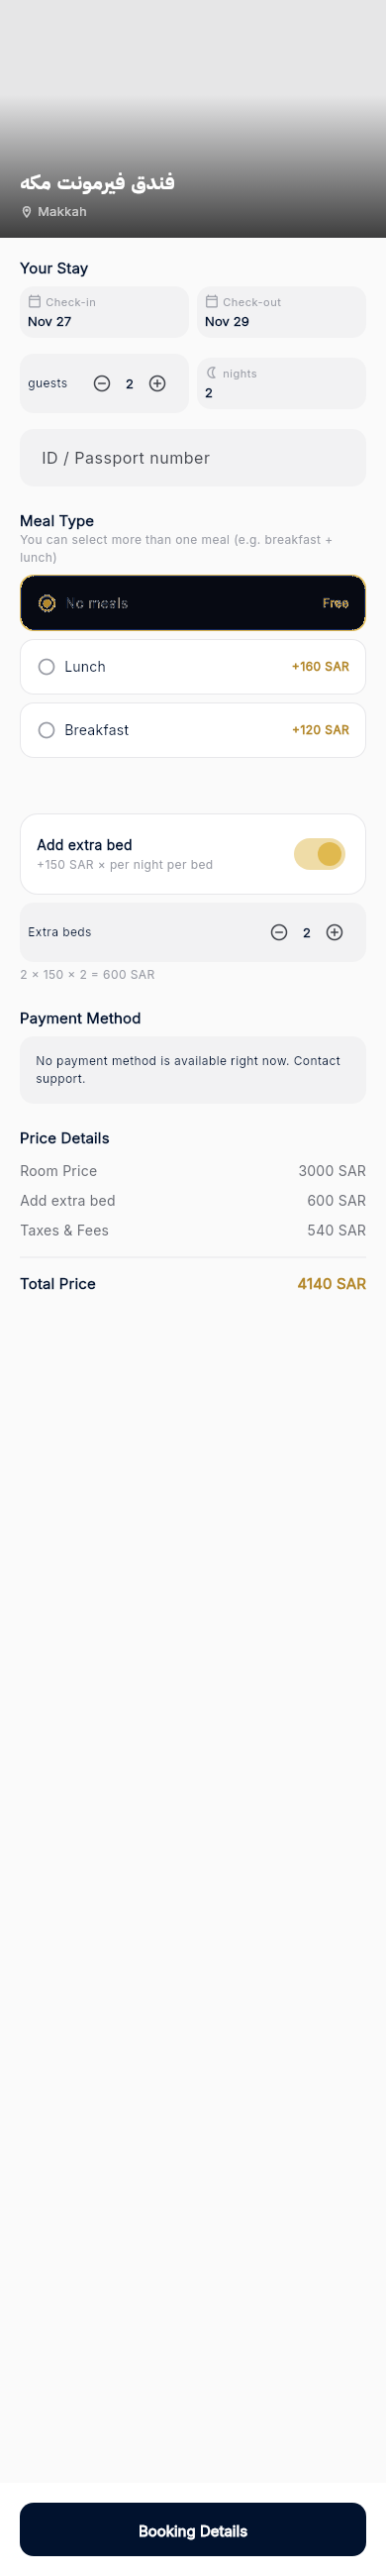 فندق فيرمونت مكه
Makkah
Your Stay
Check-in
Nov 27
Check-out
Nov 29
guests
2
nights
2
ID / Passport number
Meal Type
You can select more than one meal (e.g. breakfast +
lunch)
No meals
Free
Lunch
+160 SAR
Breakfast
+120 SAR
Add extra bed
+150 SAR × per night per bed
Extra beds
2
2 × 150 × 2 = 600 SAR
Payment Method
No payment method is available right now. Contact
support.
Price Details
Room Price
3000 SAR
Add extra bed
600 SAR
Taxes & Fees
540 SAR
Total Price
4140 SAR
Booking Details